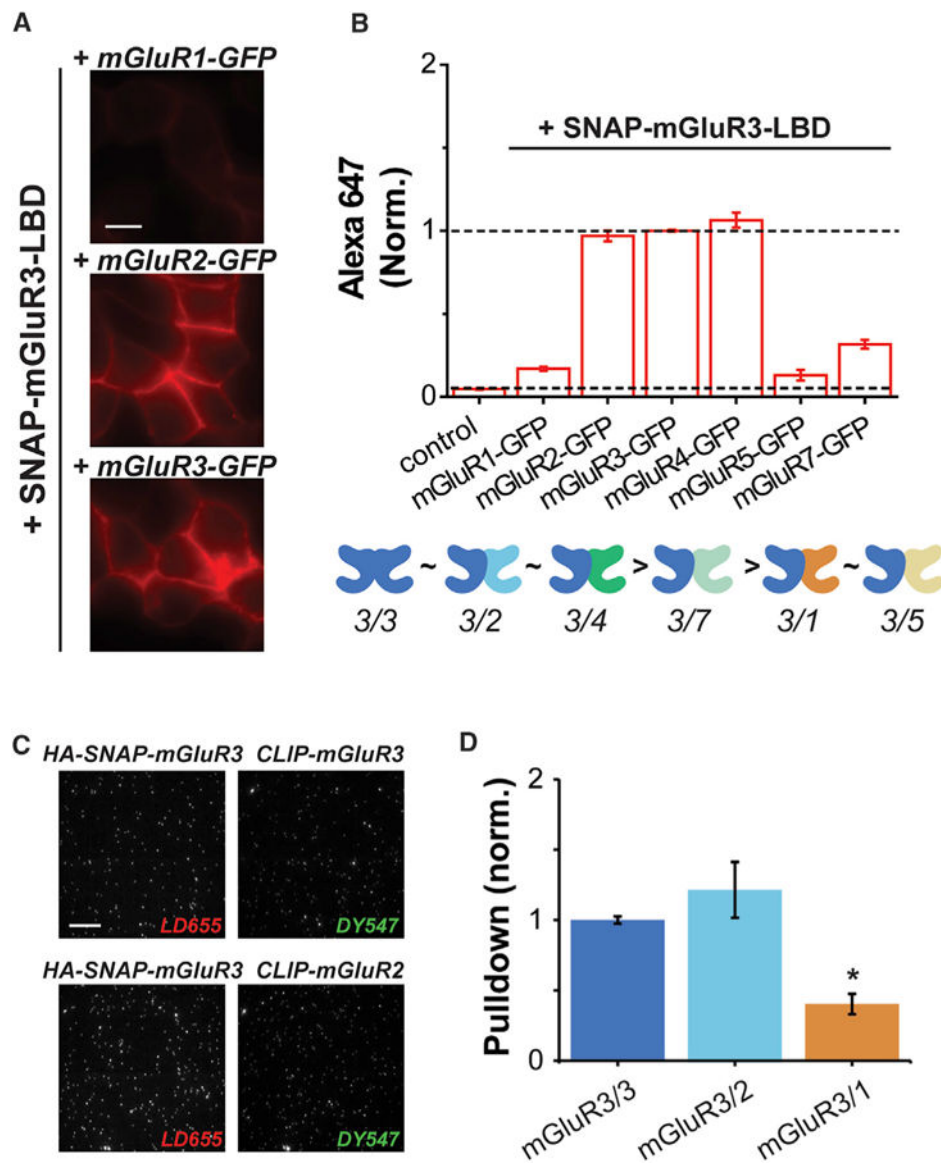 A
+ mGluR1-GFP
+ mGluR2-GFP
+ mGluR3-GFP
+ SNAP-mGluR3-LBD
B
2
1
0
Alexa 647
(Norm.)
+ SNAP-mGluR3-LBD
control
mGluR1-GFP
mGluR2-GFP
mGluR3-GFP
mGluR4-GFP
mGluR5-GFP
mGluR7-GFP
~ ~ > > ~
3/3 3/2 3/4 3/7 3/1 3/5
C
HA-SNAP-mGluR3 CLIP-mGluR3
LD655 DY547
HA-SNAP-mGluR3 CLIP-mGluR2
LD655 DY547
D
2
1
0
Pulldown (norm.)
*
mGluR3/3
mGluR3/2
mGluR3/1